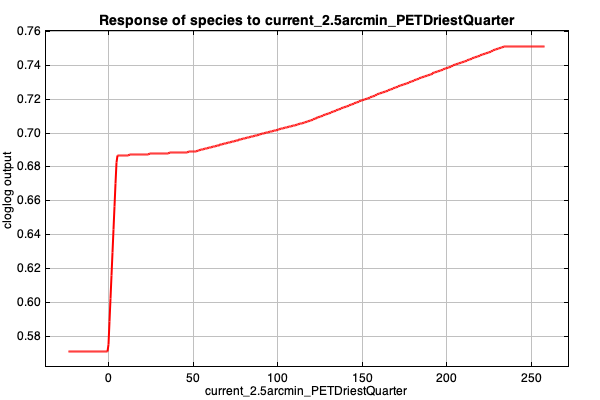 Response of species to current_2.5arcmin_PETDriestQuarter
0.76
0.74
0.72
0.70
0.68
0.66
0.64
0.62
0.60
0.58
cloglog output
0 50 100 150 200 250
current_2.5arcmin_PETDriestQuarter